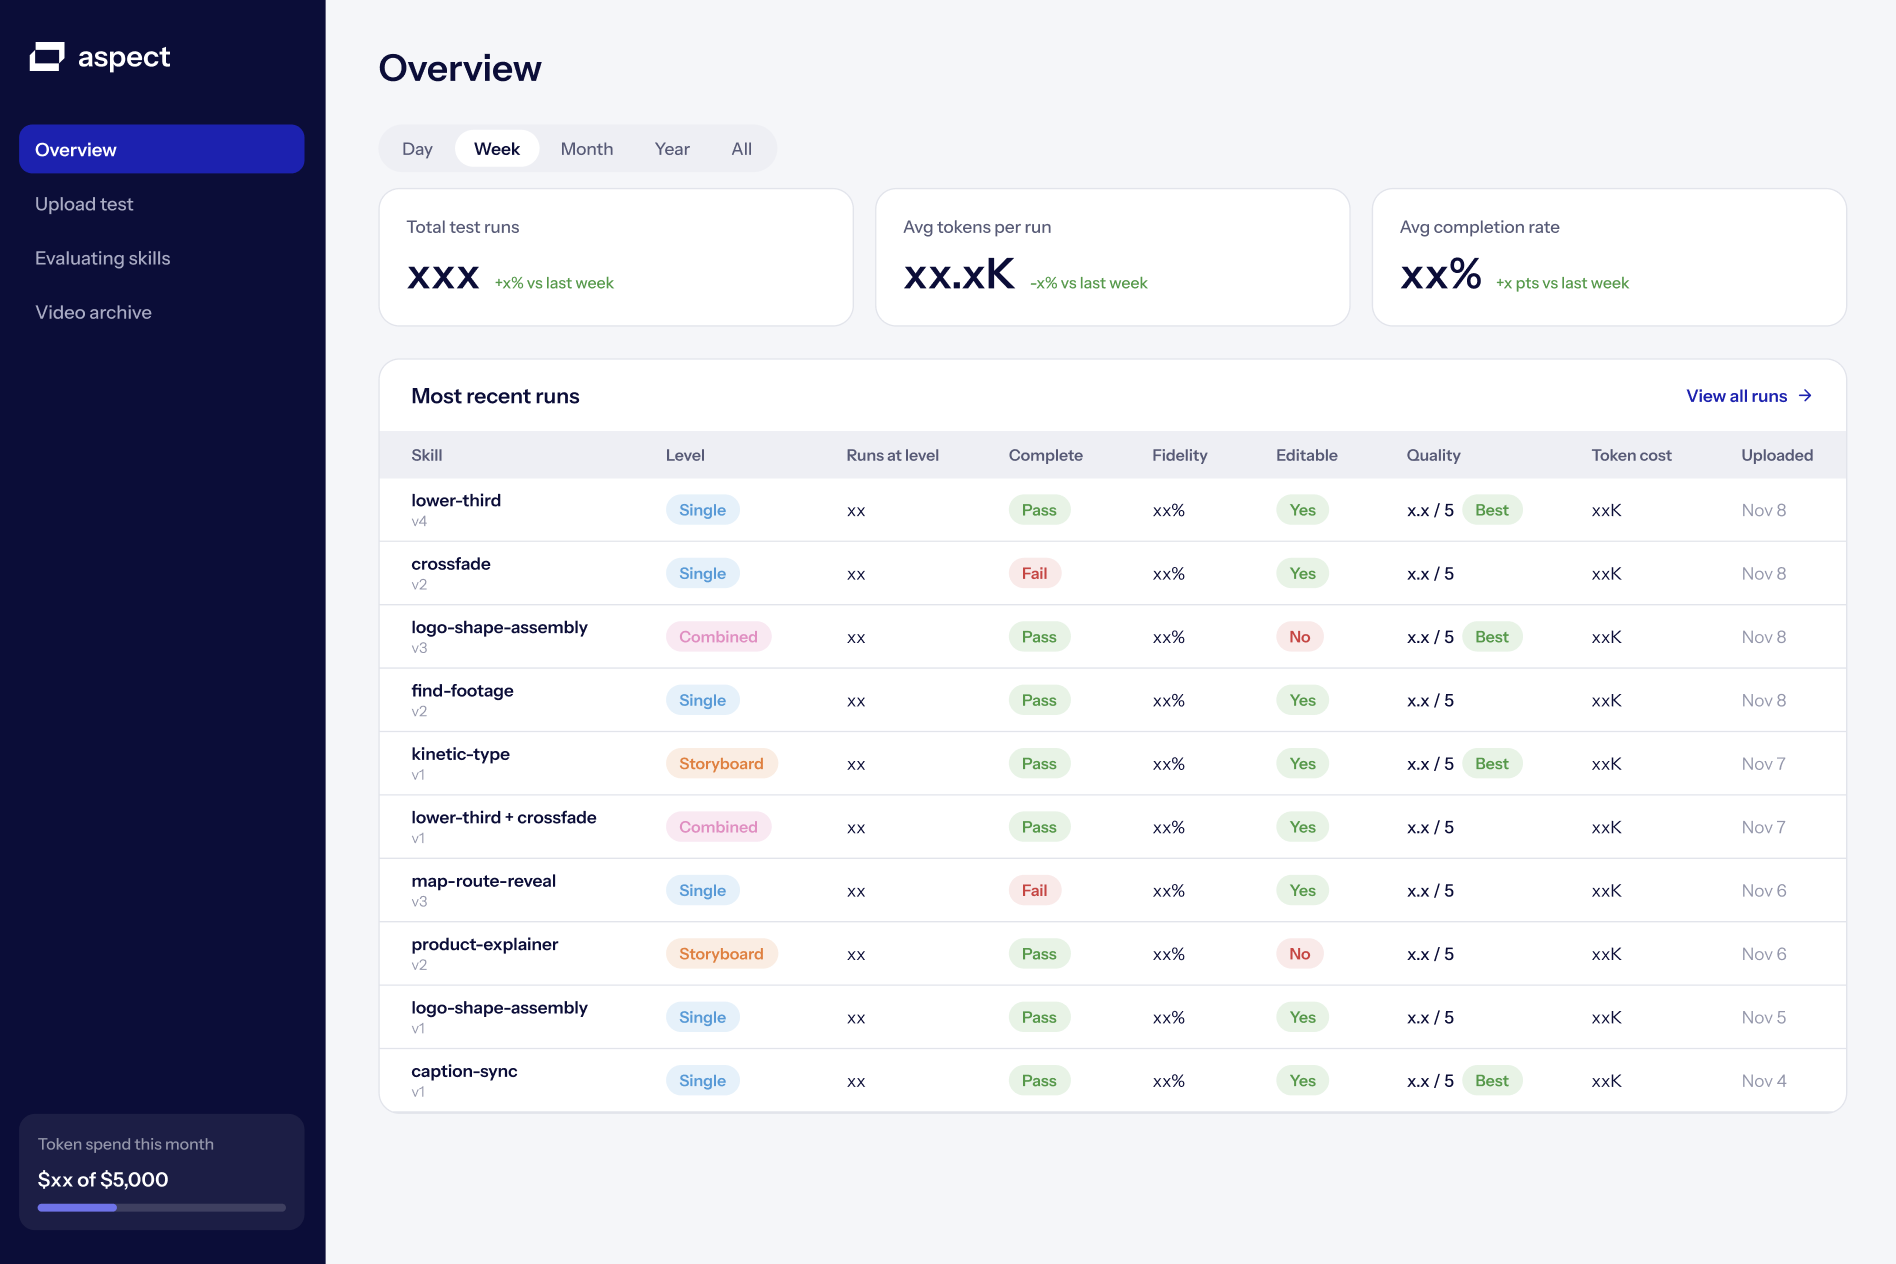 aspect
Overview
Upload test
Evaluating skills
Video archive
Token spend this month
$xx of $5,000
Overview
Day Week Month Year All
Total test runs
xxx +x% vs last week
Avg tokens per run
xx.xK -x% vs last week
Avg completion rate
xx% +x pts vs last week
Most recent runs
View all runs →
Skill Level Runs at level Complete Fidelity Editable Quality Token cost Uploaded
lower-third
v4
Single xx Pass xx% Yes x.x / 5 Best xxK Nov 8
crossfade
v2
Single xx Fail xx% Yes x.x / 5 xxK Nov 8
logo-shape-assembly
v3
Combined xx Pass xx% No x.x / 5 Best xxK Nov 8
find-footage
v2
Single xx Pass xx% Yes x.x / 5 xxK Nov 8
kinetic-type
v1
Storyboard xx Pass xx% Yes x.x / 5 Best xxK Nov 7
lower-third + crossfade
v1
Combined xx Pass xx% Yes x.x / 5 xxK Nov 7
map-route-reveal
v3
Single xx Fail xx% Yes x.x / 5 xxK Nov 6
product-explainer
v2
Storyboard xx Pass xx% No x.x / 5 xxK Nov 6
logo-shape-assembly
v1
Single xx Pass xx% Yes x.x / 5 xxK Nov 5
caption-sync
v1
Single xx Pass xx% Yes x.x / 5 Best xxK Nov 4